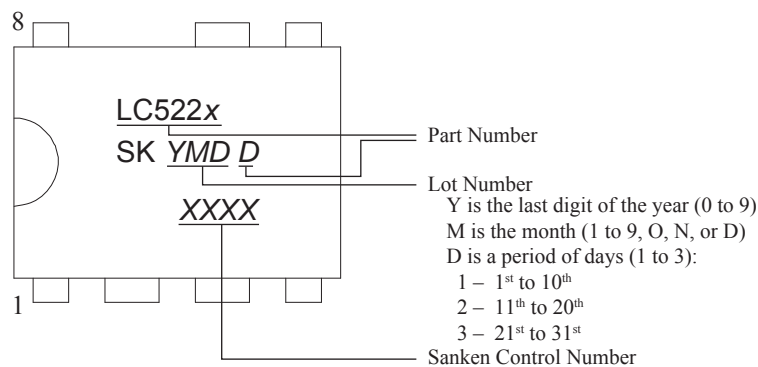 8
LC522x
SK YMD D
XXXX
1
Part Number
Lot Number
Y is the last digit of the year (0 to 9)
M is the month (1 to 9, O, N, or D)
D is a period of days (1 to 3):
1 – 1st to 10th
2 – 11th to 20th
3 – 21st to 31st
Sanken Control Number